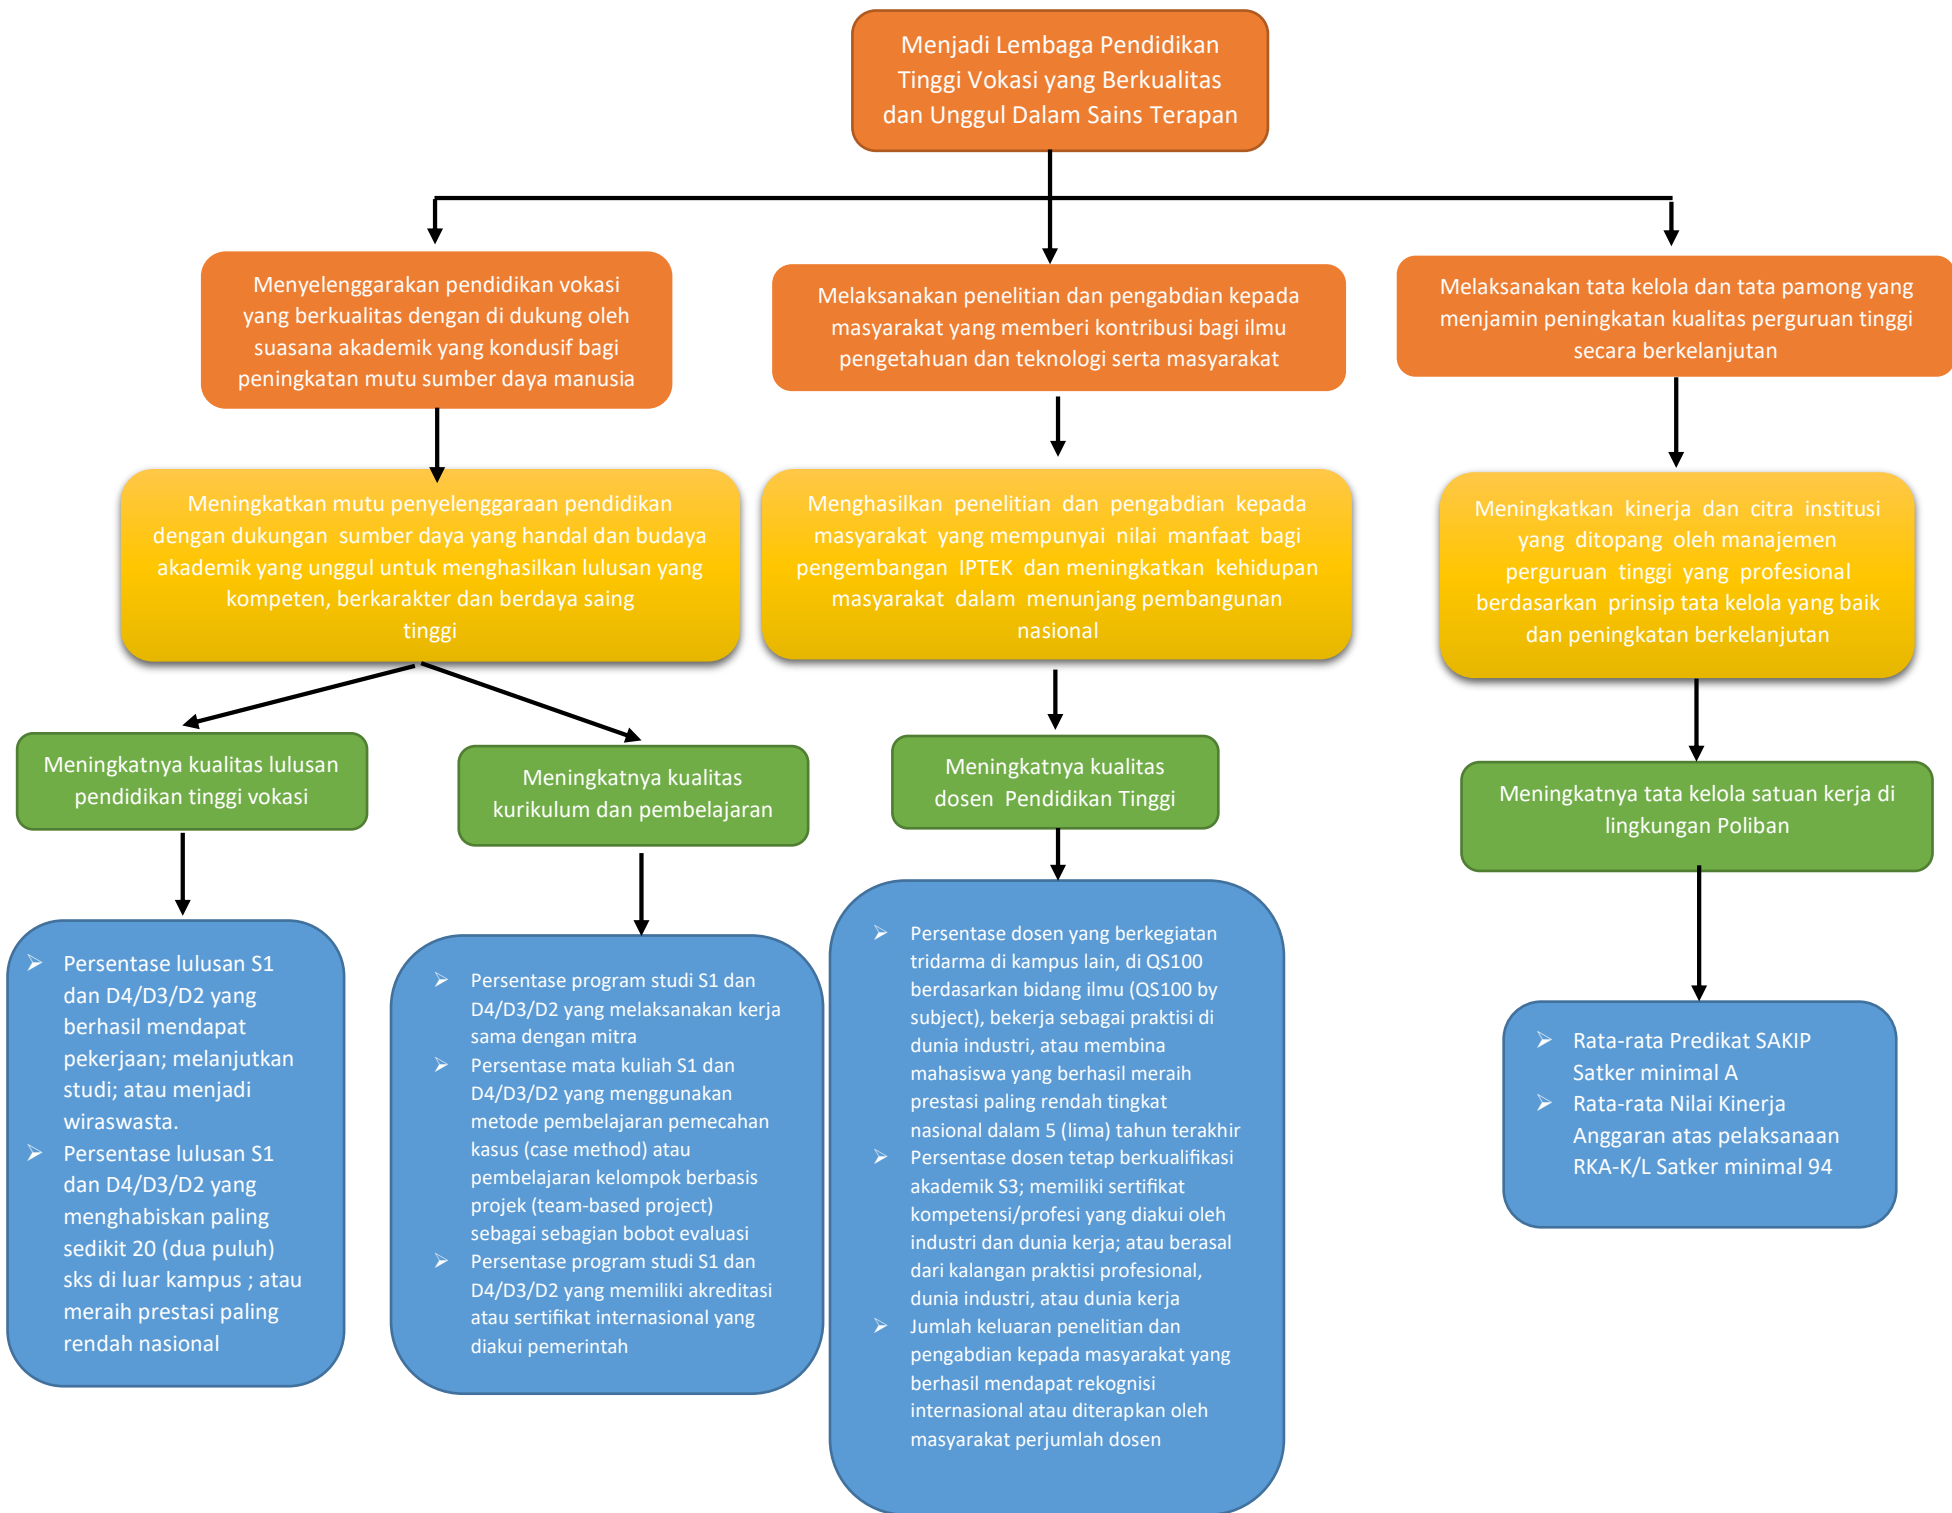 Menjadi Lembaga Pendidikan
Tinggi Vokasi yang Berkualitas
dan Unggul Dalam Sains Terapan
Menyelenggarakan pendidikan vokasi
yang berkualitas dengan di dukung oleh
suasana akademik yang kondusif bagi
peningkatan mutu sumber daya manusia
Melaksanakan penelitian dan pengabdian kepada
masyarakat yang memberi kontribusi bagi ilmu
pengetahuan dan teknologi serta masyarakat
Melaksanakan tata kelola dan tata pamong yang
menjamin peningkatan kualitas perguruan tinggi
secara berkelanjutan
Meningkatkan mutu penyelenggaraan pendidikan
dengan dukungan sumber daya yang handal dan budaya
akademik yang unggul untuk menghasilkan lulusan yang
kompeten, berkarakter dan berdaya saing
tinggi
Menghasilkan penelitian dan pengabdian kepada
masyarakat yang mempunyai nilai manfaat bagi
pengembangan IPTEK dan meningkatkan kehidupan
masyarakat dalam menunjang pembangunan
nasional
Meningkatkan kinerja dan citra institusi
yang ditopang oleh manajemen
perguruan tinggi yang profesional
berdasarkan prinsip tata kelola yang baik
dan peningkatan berkelanjutan
Meningkatnya kualitas lulusan
pendidikan tinggi vokasi
Meningkatnya kualitas
kurikulum dan pembelajaran
Meningkatnya kualitas
dosen Pendidikan Tinggi
Meningkatnya tata kelola satuan kerja di
lingkungan Poliban
➢ Persentase lulusan S1
dan D4/D3/D2 yang
berhasil mendapat
pekerjaan; melanjutkan
studi; atau menjadi
wiraswasta.
➢ Persentase lulusan S1
dan D4/D3/D2 yang
menghabiskan paling
sedikit 20 (dua puluh)
sks di luar kampus ; atau
meraih prestasi paling
rendah nasional
➢ Persentase program studi S1 dan
D4/D3/D2 yang melaksanakan kerja
sama dengan mitra
➢ Persentase mata kuliah S1 dan
D4/D3/D2 yang menggunakan
metode pembelajaran pemecahan
kasus (case method) atau
pembelajaran kelompok berbasis
projek (team-based project)
sebagai sebagian bobot evaluasi
➢ Persentase program studi S1 dan
D4/D3/D2 yang memiliki akreditasi
atau sertifikat internasional yang
diakui pemerintah
➢ Persentase dosen yang berkegiatan
tridarma di kampus lain, di QS100
berdasarkan bidang ilmu (QS100 by
subject), bekerja sebagai praktisi di
dunia industri, atau membina
mahasiswa yang berhasil meraih
prestasi paling rendah tingkat
nasional dalam 5 (lima) tahun terakhir
➢ Persentase dosen tetap berkualifikasi
akademik S3; memiliki sertifikat
kompetensi/profesi yang diakui oleh
industri dan dunia kerja; atau berasal
dari kalangan praktisi profesional,
dunia industri, atau dunia kerja
➢ Jumlah keluaran penelitian dan
pengabdian kepada masyarakat yang
berhasil mendapat rekognisi
internasional atau diterapkan oleh
masyarakat perjumlah dosen
➢ Rata-rata Predikat SAKIP
Satker minimal A
➢ Rata-rata Nilai Kinerja
Anggaran atas pelaksanaan
RKA-K/L Satker minimal 94